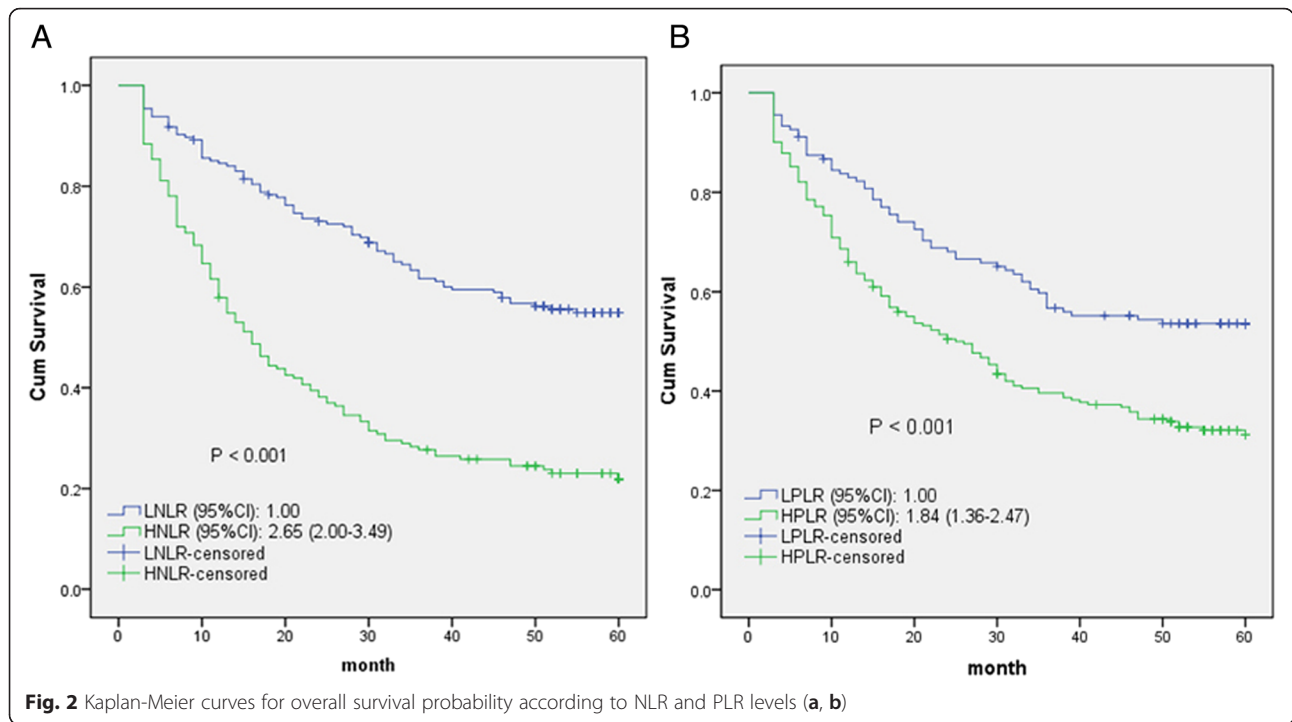 A
1.0
0.8
0.6
0.4
0.2
0.0
Cum Survival
P < 0.001
LNLR (95%CI): 1.00
HNLR (95%CI): 2.65 (2.00-3.49)
LNLR-censored
HNLR-censored
0 10 20 30 40 50 60
month
B
1.0
0.8
0.6
0.4
0.2
0.0
Cum Survival
P < 0.001
LPLR (95%CI): 1.00
HPLR (95%CI): 1.84 (1.36-2.47)
LPLR-censored
HPLR-censored
0 10 20 30 40 50 60
month
Fig. 2 Kaplan-Meier curves for overall survival probability according to NLR and PLR levels (a, b)